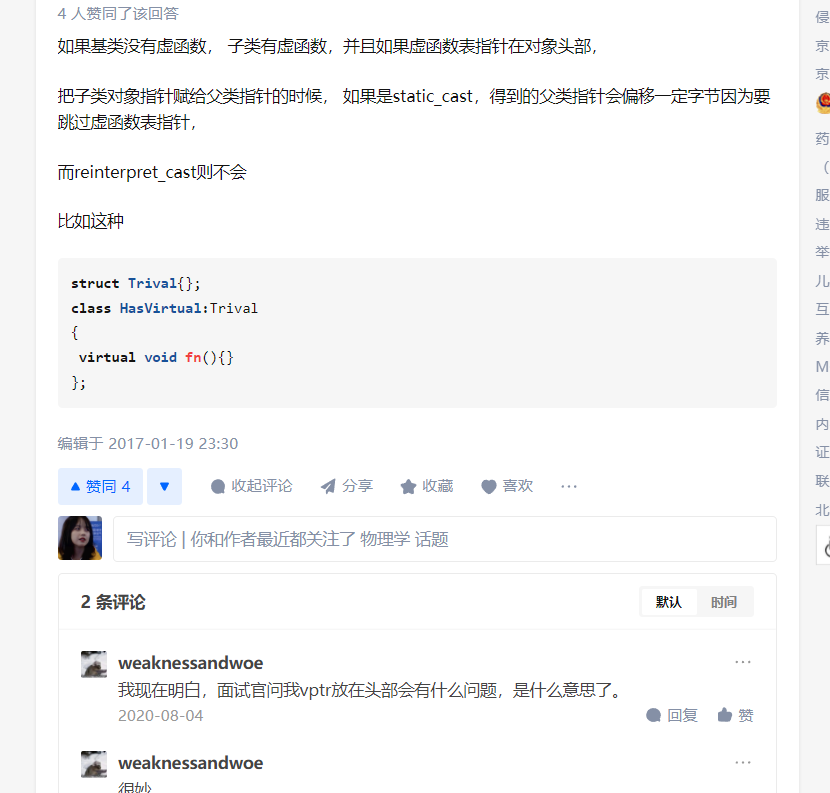 4 人赞同了该回答
如果基类没有虚函数， 子类有虚函数，并且如果虚函数表指针在对象头部，
把子类对象指针赋给父类指针的时候， 如果是static_cast，得到的父类指针会偏移一定字节因为要
跳过虚函数表指针，
而reinterpret_cast则不会
比如这种
struct Trival{};
class HasVirtual:Trival
{
virtual void fn(){}
};
编辑于 2017-01-19 23:30
赞同 4 收起评论 分享 收藏 喜欢 ···
写评论 | 你和作者最近都关注了 物理学 话题
2 条评论 默认 时间
weaknessandwoe ···
我现在明白，面试官问我vptr放在头部会有什么问题，是什么意思了。
2020-08-04 回复 赞
weaknessandwoe ···
很妙
侵
京
京
药
（
服
违
举
儿
互
养
M
信
内
证
联
北